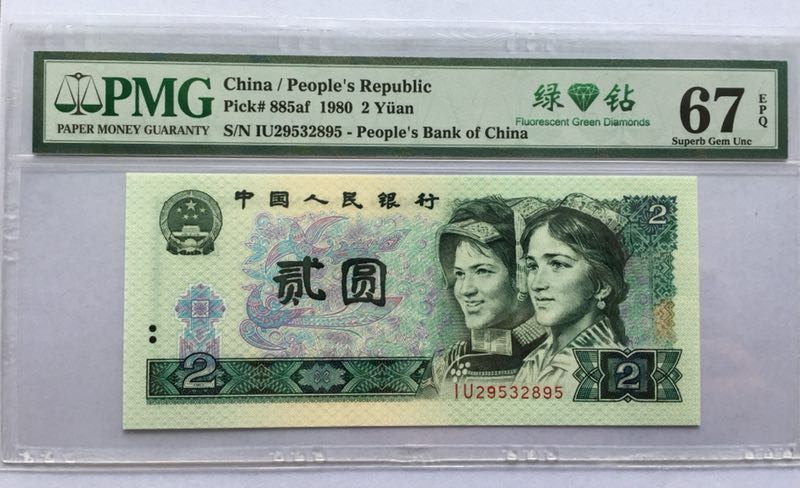 PMG
PAPER MONEY GUARANTY
China / People's Republic
Pick# 885af 1980 2 Yüan
S/N IU29532895 - People's Bank of China
绿钻
Fluorescent Green Diamonds
67
EPQ
Superb Gem Unc
中国人民银行
2
贰圆
2
2
IU29532895